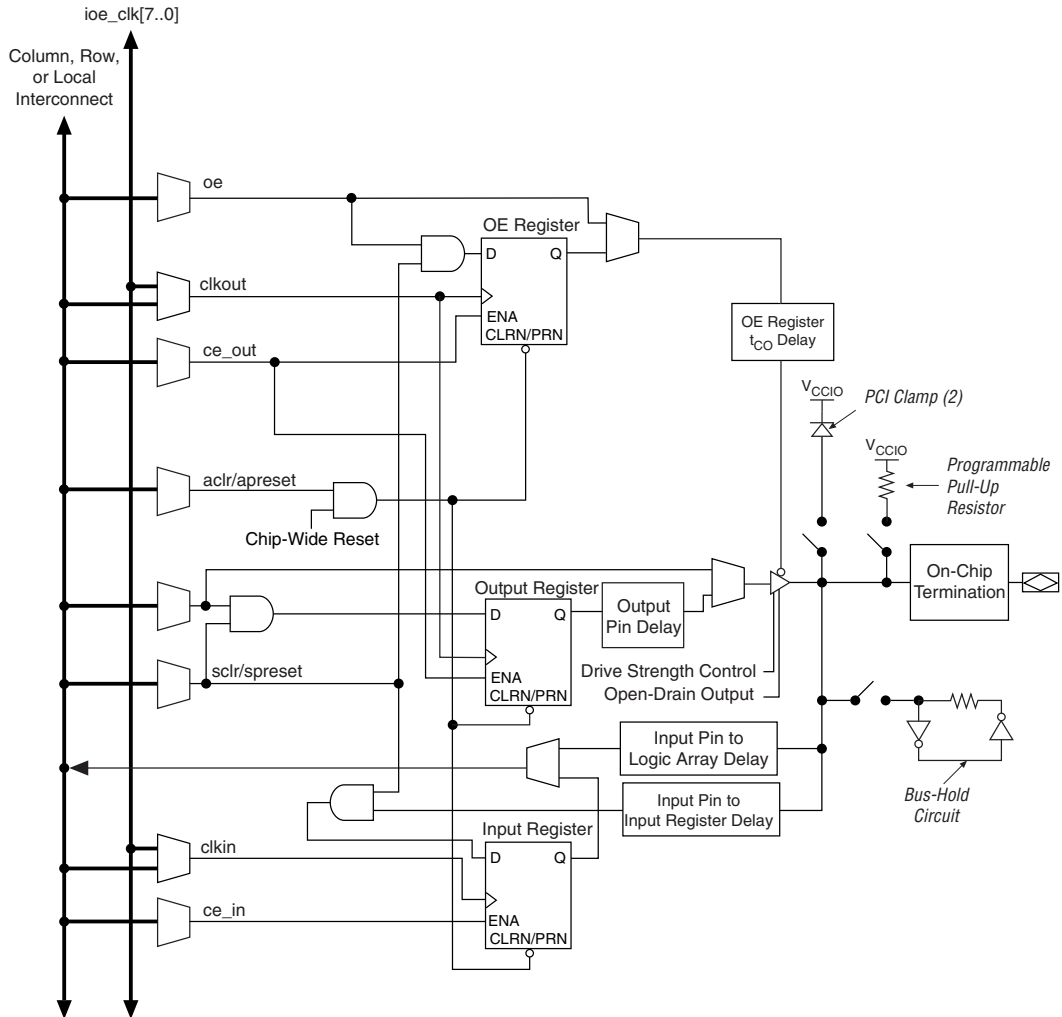 ioe_clk[7..0]
Column, Row,
or Local
Interconnect
oe
OE Register
D Q
clkout
ENA
CLRN/PRN
OE Register
tCO Delay
ce_out
VCCIO
PCI Clamp (2)
VCCIO
Programmable
Pull-Up
Resistor
aclr/apreset
Chip-Wide Reset
On-Chip
Termination
Output Register
D Q
Output
Pin Delay
ENA
CLRN/PRN
sclr/spreset
Drive Strength Control
Open-Drain Output
Input Pin to
Logic Array Delay
Input Pin to
Input Register Delay
Bus-Hold
Circuit
Input Register
D Q
clkin
ce_in
ENA
CLRN/PRN